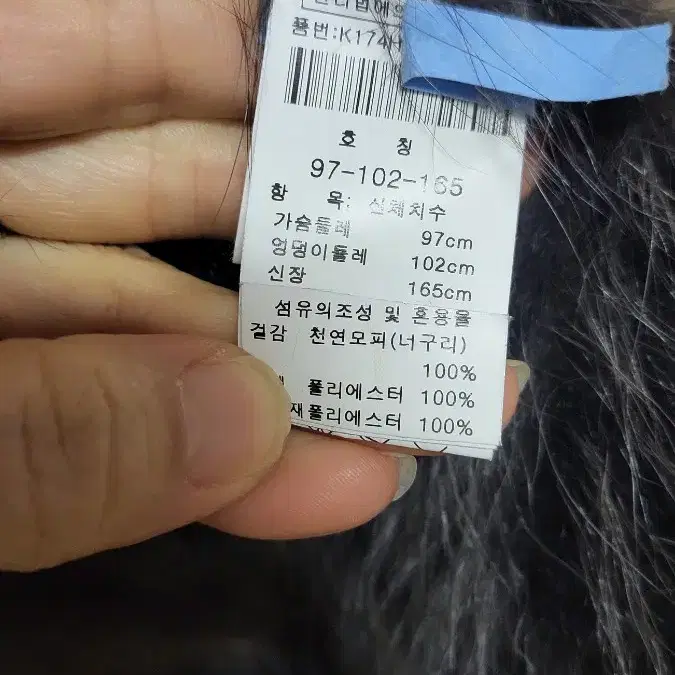 품번:K174
호 칭
97-102-165
항 목: 신체치수
가슴둘레 97cm
엉덩이둘레 102cm
신장 165cm
섬유의조성 및 혼용율
겉감 천연모피(너구리)
100%
폴리에스터 100%
재폴리에스터 100%